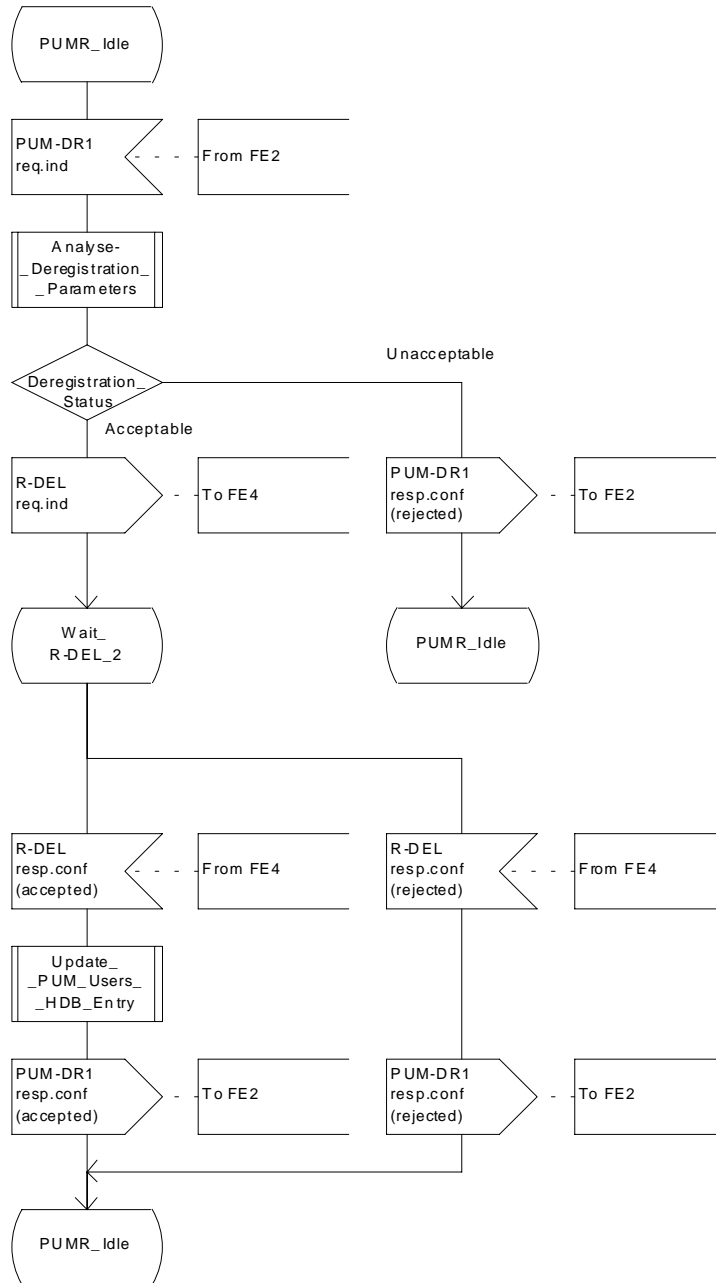 PUMR_Idle
PUM-DR1
req.ind
From FE2
Analyse-
_Deregistration_
_Parameters
Unacceptable
Deregistration_
Status
Acceptable
R-DEL
req.ind
To FE4
PUM-DR1
resp.conf
(rejected)
To FE2
Wait_
R-DEL_2
PUMR_Idle
R-DEL
resp.conf
(accepted)
From FE4
R-DEL
resp.conf
(rejected)
From FE4
Update_
_PUM_Users_
_HDB_Entry
PUM-DR1
resp.conf
(accepted)
To FE2
PUM-DR1
resp.conf
(rejected)
To FE2
PUMR_Idle